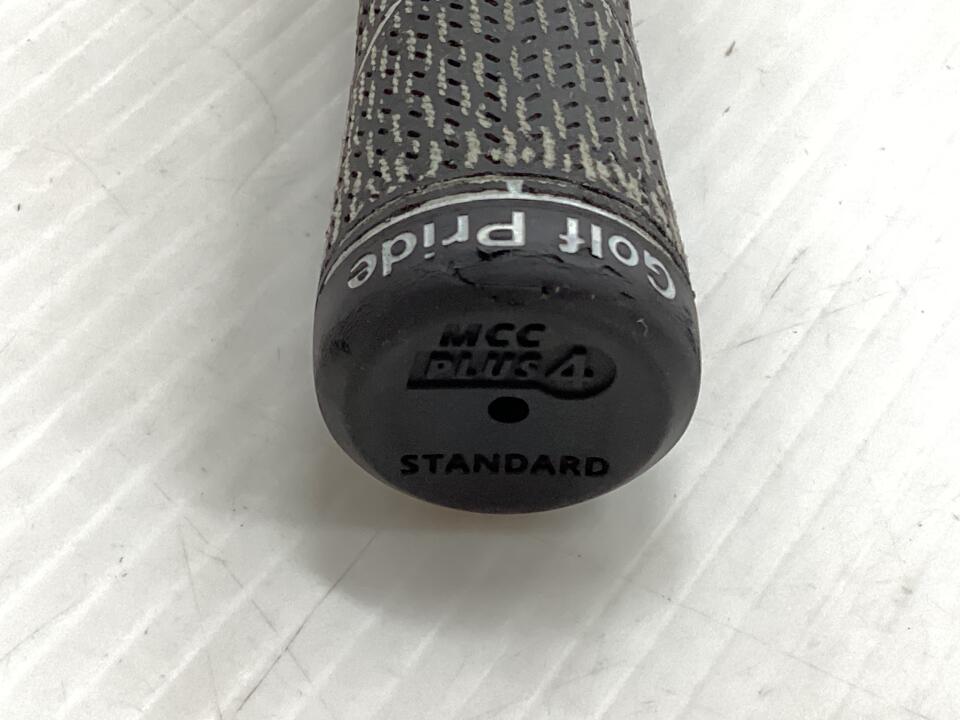 Golf Pride
MCC
PLUS4
STANDARD